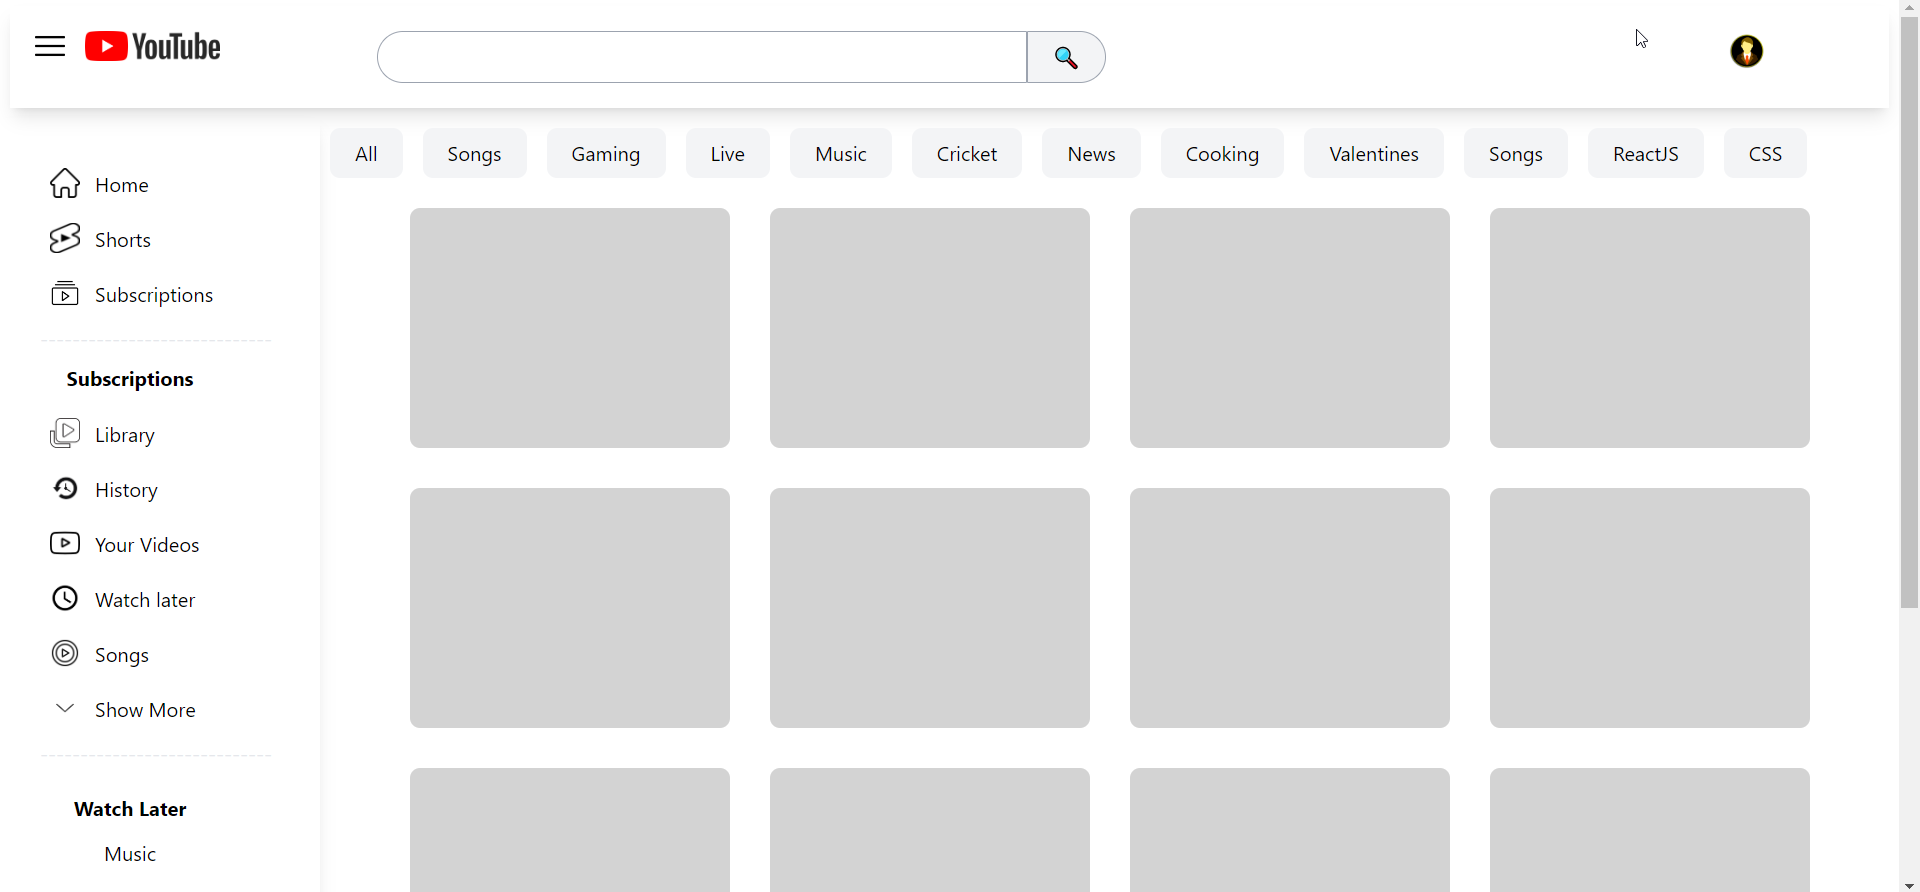 YouTube
All Songs Gaming Live Music Cricket News Cooking Valentines Songs ReactJS CSS
Home
Shorts
Subscriptions
Subscriptions
Library
History
Your Videos
Watch later
Songs
Show More
Watch Later
Music